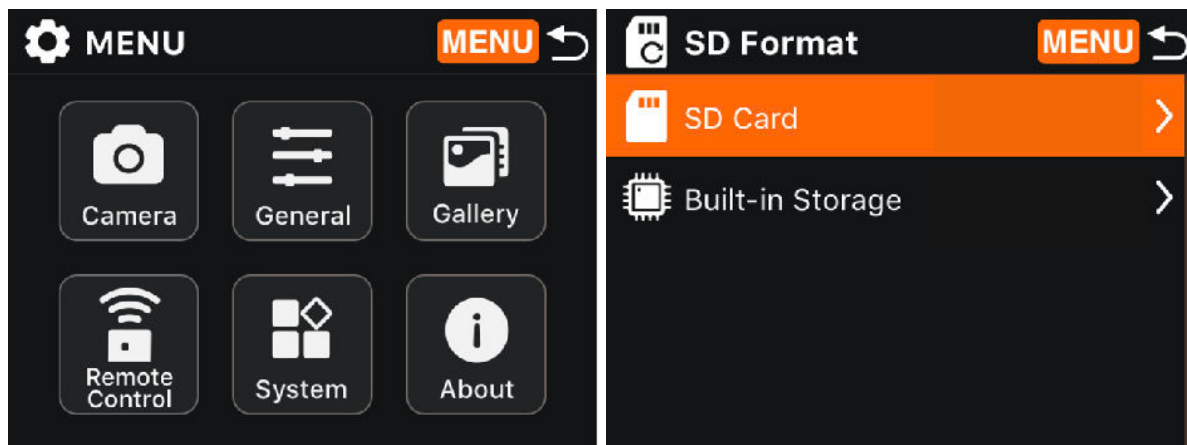 MENU MENU
Camera General Gallery
Remote
Control System About
SD Format MENU
SD Card
Built-in Storage